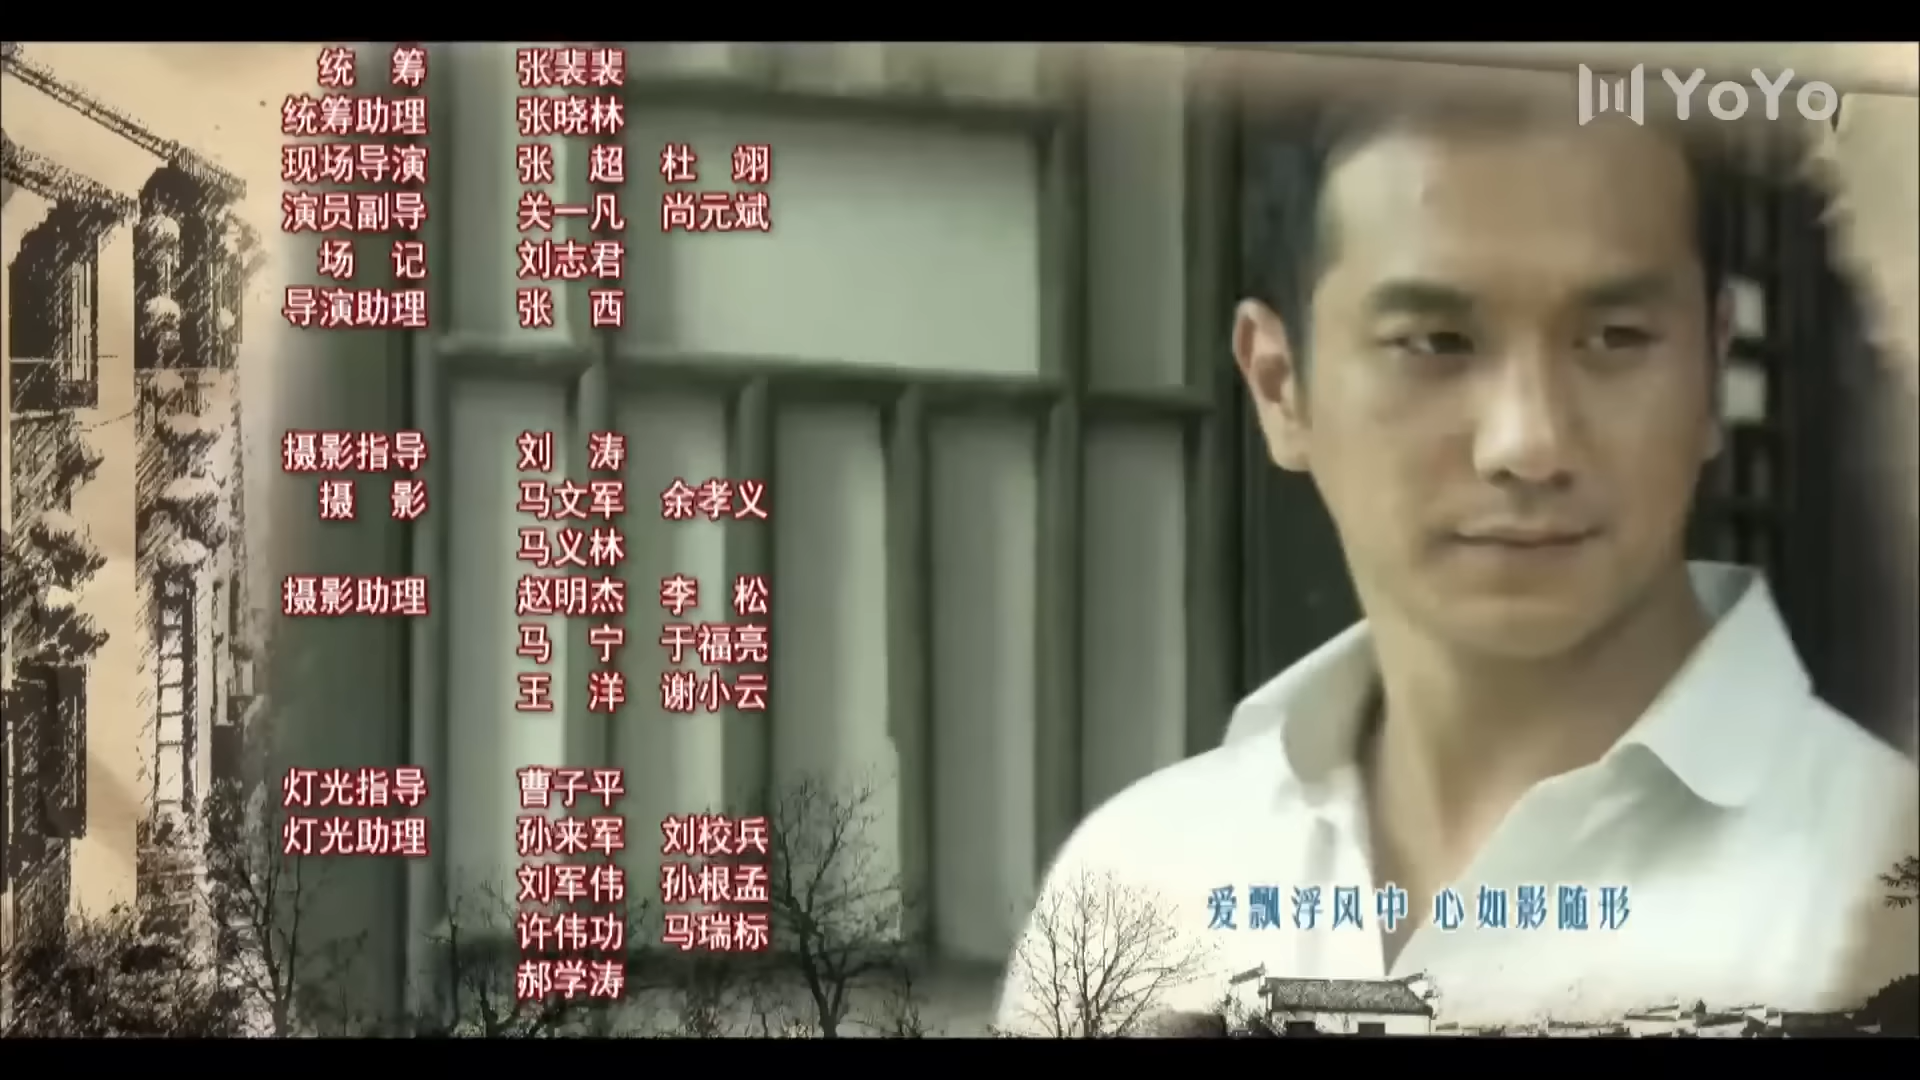 YoYo
统 筹 张裴裴
统筹助理 张晓林
现场导演 张 超 杜 翊
演员副导 关一凡 尚元斌
场 记 刘志君
导演助理 张 西
摄影指导 刘 涛
摄 影 马文军 余孝义
马义林
摄影助理 赵明杰 李 松
马 宁 于福亮
王 洋 谢小云
灯光指导 曹子平
灯光助理 孙来军 刘校兵
刘军伟 孙根孟
许伟功 马瑞标
郝学涛
爱飘浮风中 心如影随形